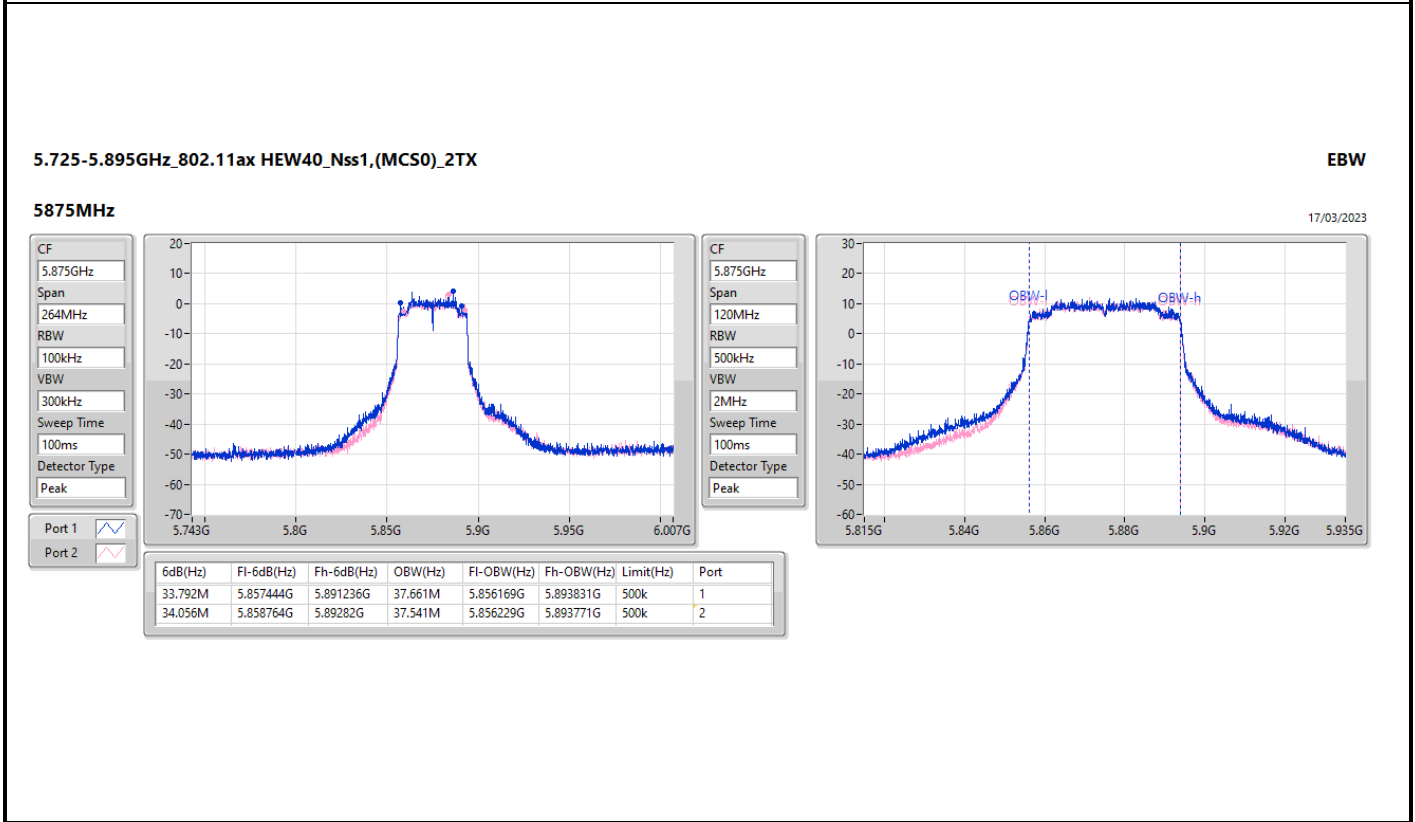 5.725-5.895GHz_802.11ax HEW40_Nss1,(MCS0)_2TX
EBW
5875MHz
17/03/2023
CF
5.875GHz
Span
264MHz
RBW
100kHz
VBW
300kHz
Sweep Time
100ms
Detector Type
Peak
Port 1
Port 2
20
10
0
-10
-20
-30
-40
-50
-60
-70
5.743G 5.8G 5.85G 5.9G 5.95G 6.007G
CF
5.875GHz
Span
120MHz
RBW
500kHz
VBW
2MHz
Sweep Time
100ms
Detector Type
Peak
30
20
10
0
-10
-20
-30
-40
-50
-60
OBW-l OBW-h
5.815G 5.84G 5.86G 5.88G 5.9G 5.92G 5.935G
6dB(Hz) Fl-6dB(Hz) Fh-6dB(Hz) OBW(Hz) Fl-OBW(Hz) Fh-OBW(Hz) Limit(Hz) Port
33.792M 5.857444G 5.891236G 37.661M 5.856169G 5.893831G 500k 1
34.056M 5.858764G 5.89282G 37.541M 5.856229G 5.893771G 500k 2